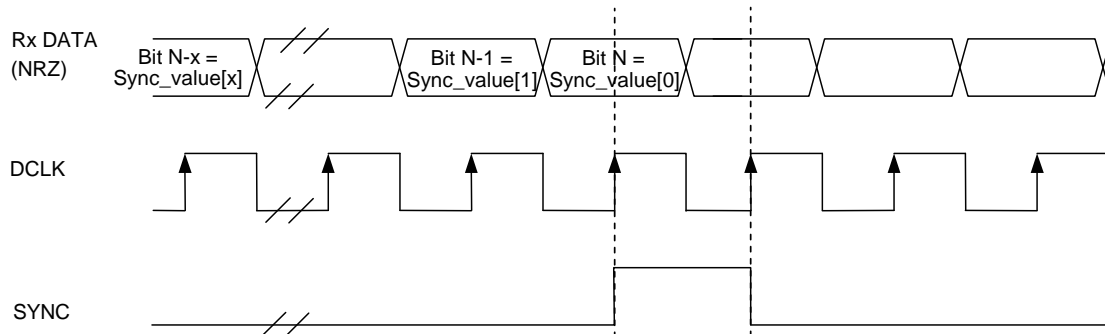 Rx DATA
(NRZ)
Bit N-x =
Sync_value[x]
Bit N-1 =
Sync_value[1]
Bit N =
Sync_value[0]
DCLK
SYNC